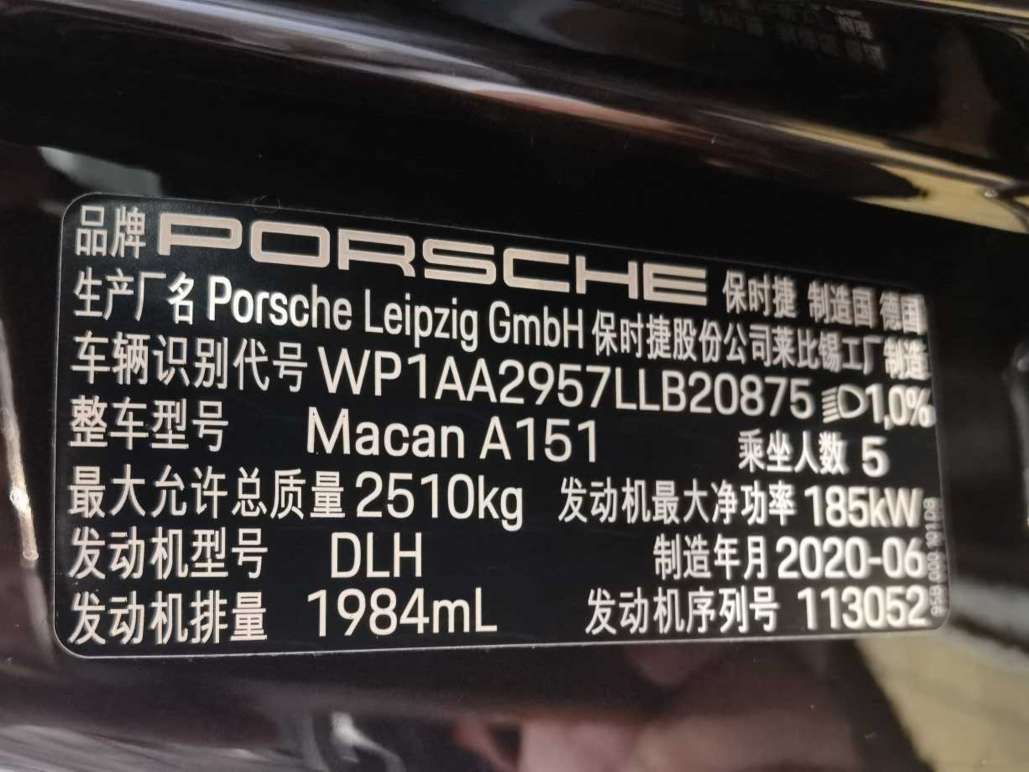 品牌 PORSCHE 保时捷 制造国 德国
生产厂名 Porsche Leipzig GmbH 保时捷股份公司莱比锡工厂制造
车辆识别代号 WP1AA2957LLB20875 1,0%
整车型号 Macan A151 乘坐人数 5
最大允许总质量 2510kg 发动机最大净功率 185kW
发动机型号 DLH 制造年月 2020-06
发动机排量 1984mL 发动机序列号 113052